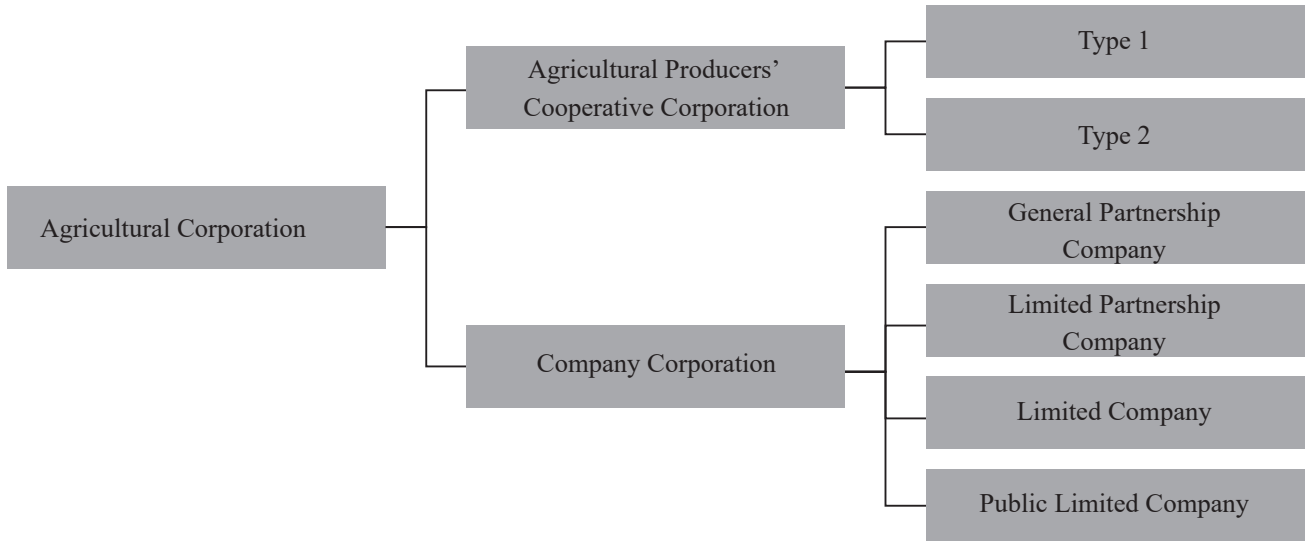 Agricultural Corporation
Agricultural Producers’
Cooperative Corporation
Company Corporation
Type 1
Type 2
General Partnership
Company
Limited Partnership
Company
Limited Company
Public Limited Company